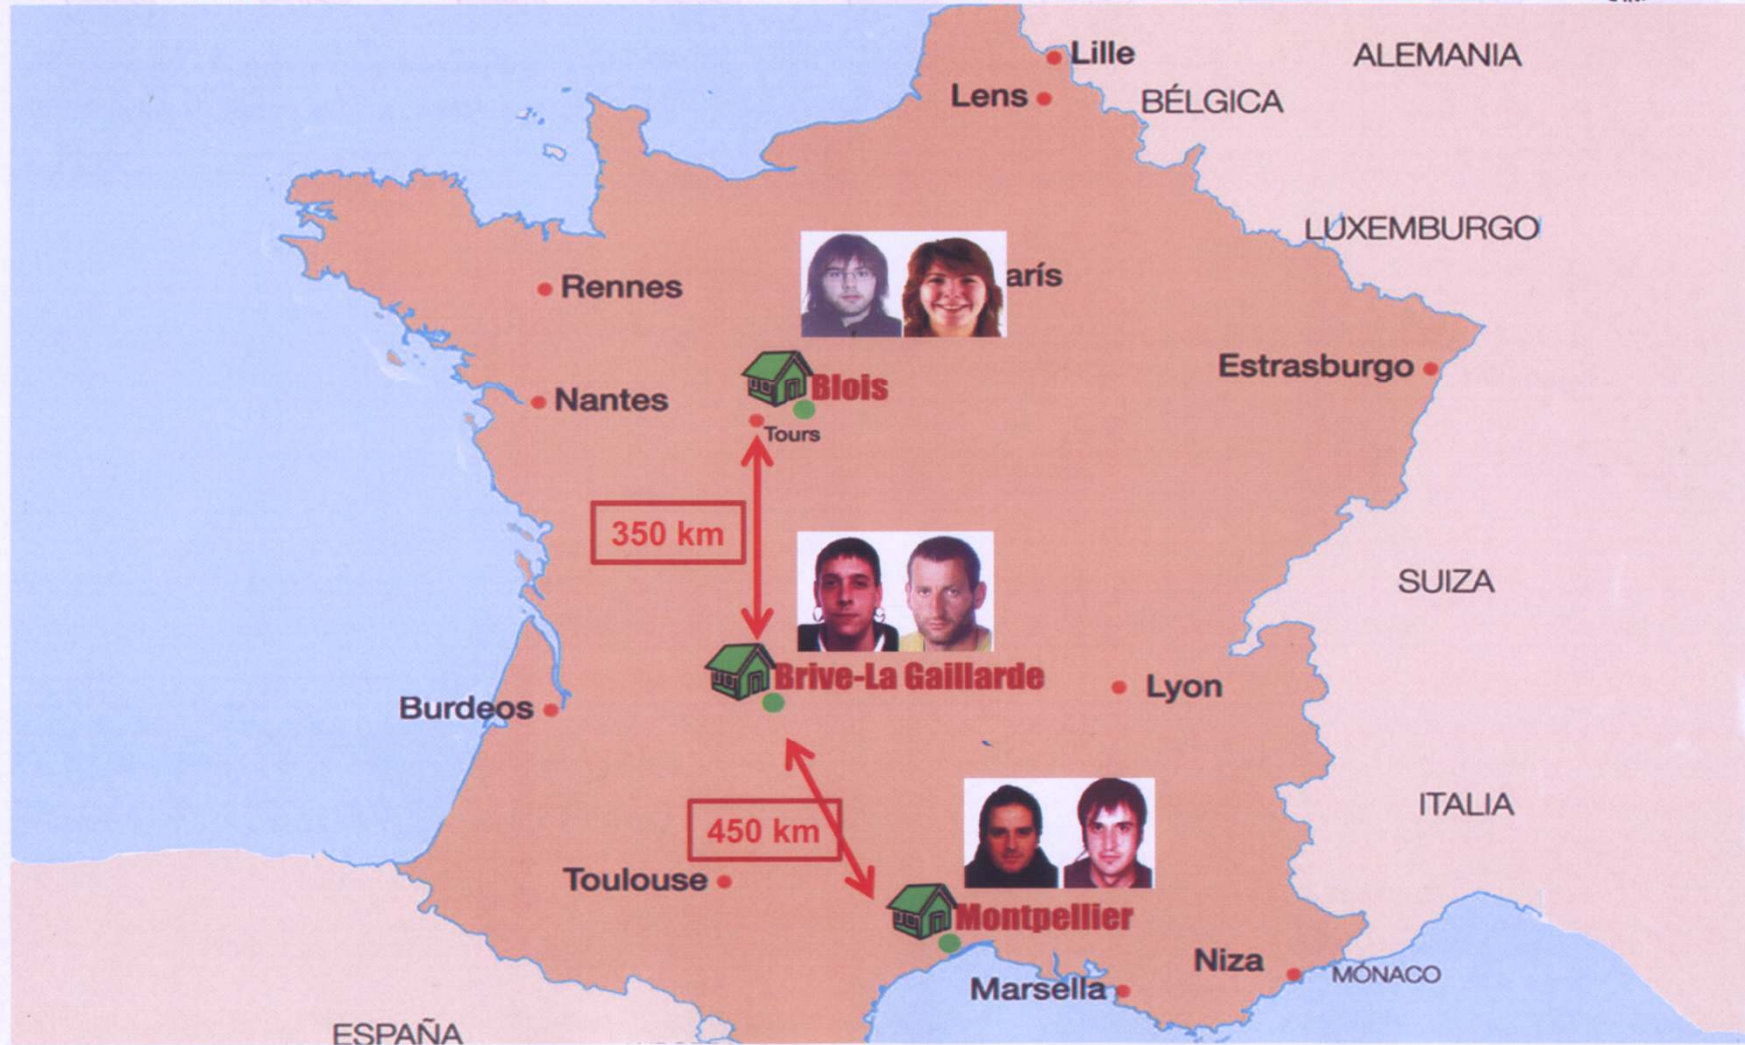 Lille
ALEMANIA
Lens
BÉLGICA
LUXEMBURGO
arís
Rennes
Estrasburgo
Blois
Nantes
Tours
350 km
SUIZA
Brive-La Gaillarde
Lyon
Burdeos
ITALIA
450 km
Toulouse
Montpellier
Niza
MÓNACO
Marsella
ESPAÑA